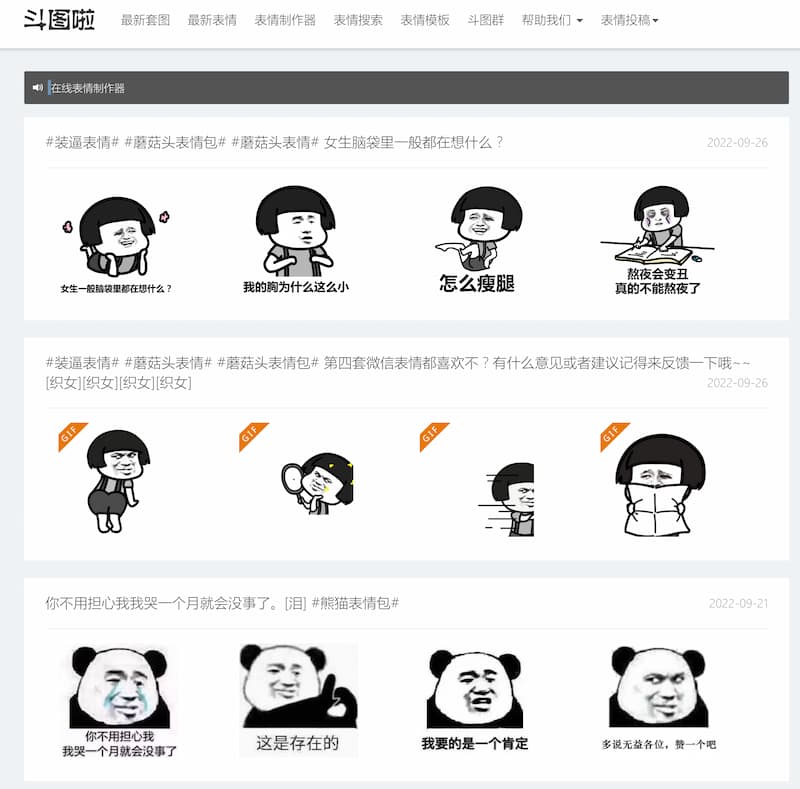 斗图啦
最新套图 最新表情 表情制作器 表情搜索 表情模板 斗图群 帮助我们 表情投稿
在线表情制作器
#装逼表情# #蘑菇头表情包# #蘑菇头表情# 女生脑袋里一般都在想什么？ 2022-09-26
女生一般脑袋里都在想什么？
我的胸为什么这么小
怎么瘦腿
熬夜会变丑
真的不能熬夜了
#装逼表情# #蘑菇头表情# #蘑菇头表情包# 第四套微信表情都喜欢不？有什么意见或者建议记得来反馈一下哦~~
[织女][织女][织女][织女] 2022-09-26
GIF
GIF
GIF
GIF
你不用担心我我哭一个月就会没事了。[泪] #熊猫表情包# 2022-09-21
你不用担心我
我哭一个月就会没事了
这是存在的
我要的是一个肯定
多说无益各位，赞一个吧